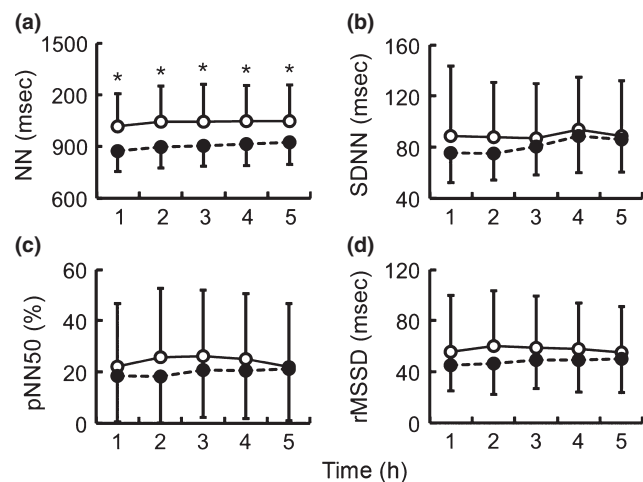 (a)
1500
200
900
600
NN (msec)
* * * * *
1 2 3 4 5
(b)
160
120
80
40
SDNN (msec)
1 2 3 4 5
(c)
60
40
20
0
pNN50 (%)
1 2 3 4 5
(d)
120
80
40
0
rMSSD (msec)
1 2 3 4 5
Time (h)